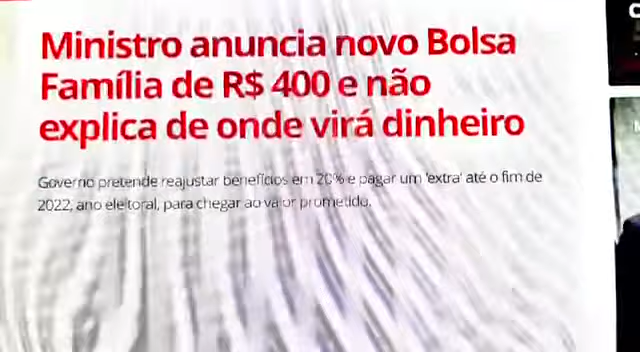 Ministro anuncia novo Bolsa
Família de R$ 400 e não
explica de onde virá dinheiro
Governo pretende reajustar benefícios em 20% e pagar um 'extra' até o fim de
2022, ano eleitoral, para chegar ao valor prometido.